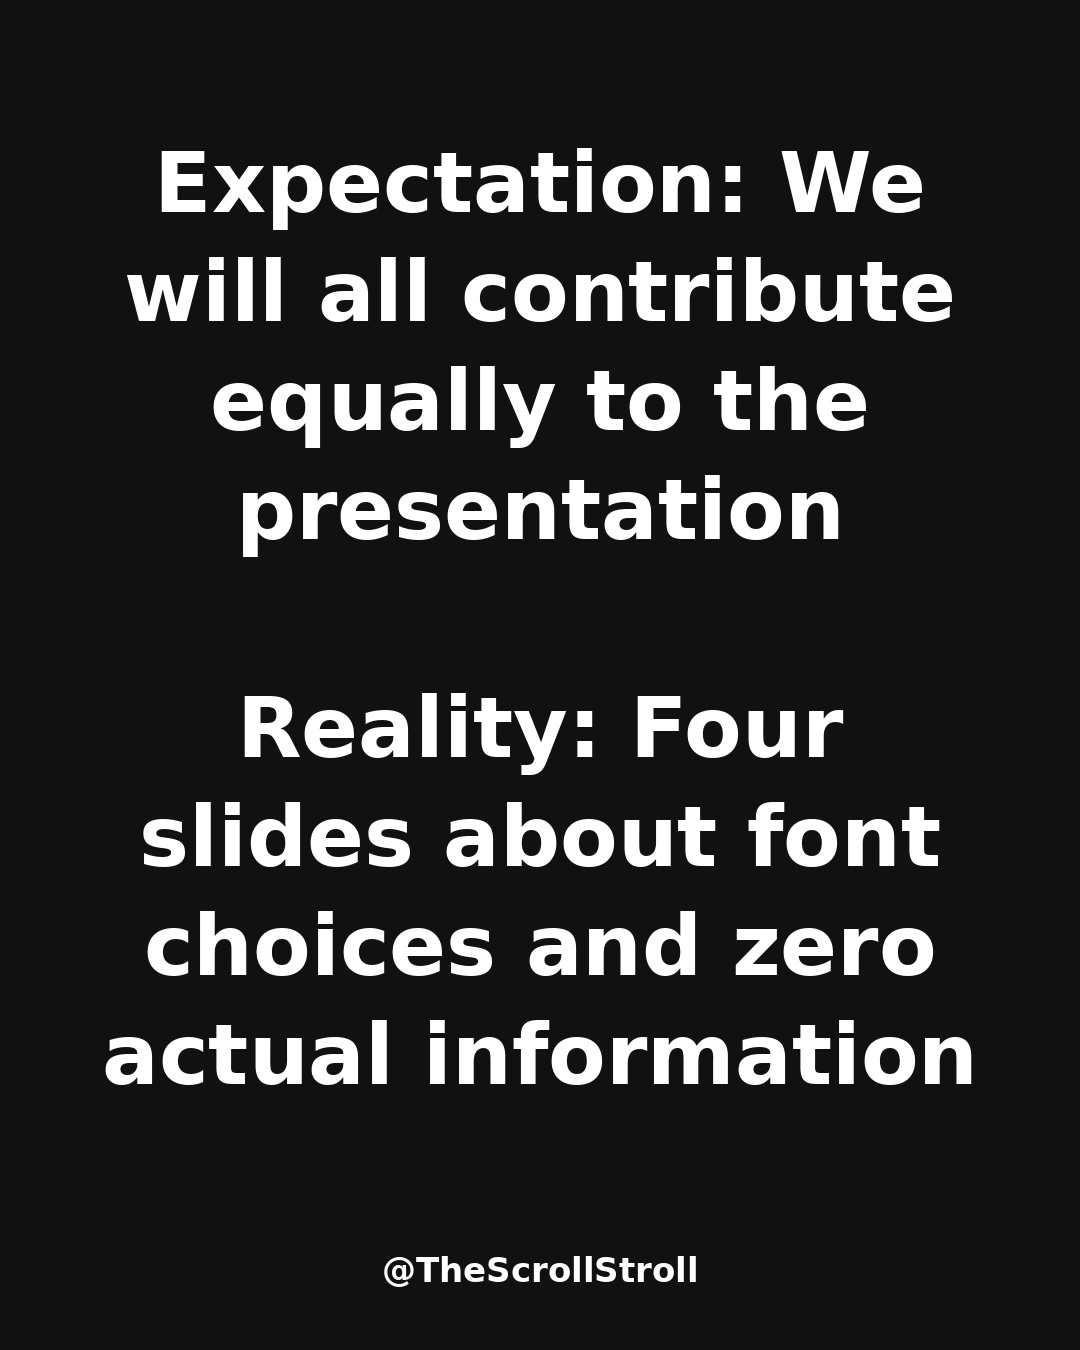 Expectation: We
will all contribute
equally to the
presentation
Reality: Four
slides about font
choices and zero
actual information
@TheScrollStroll